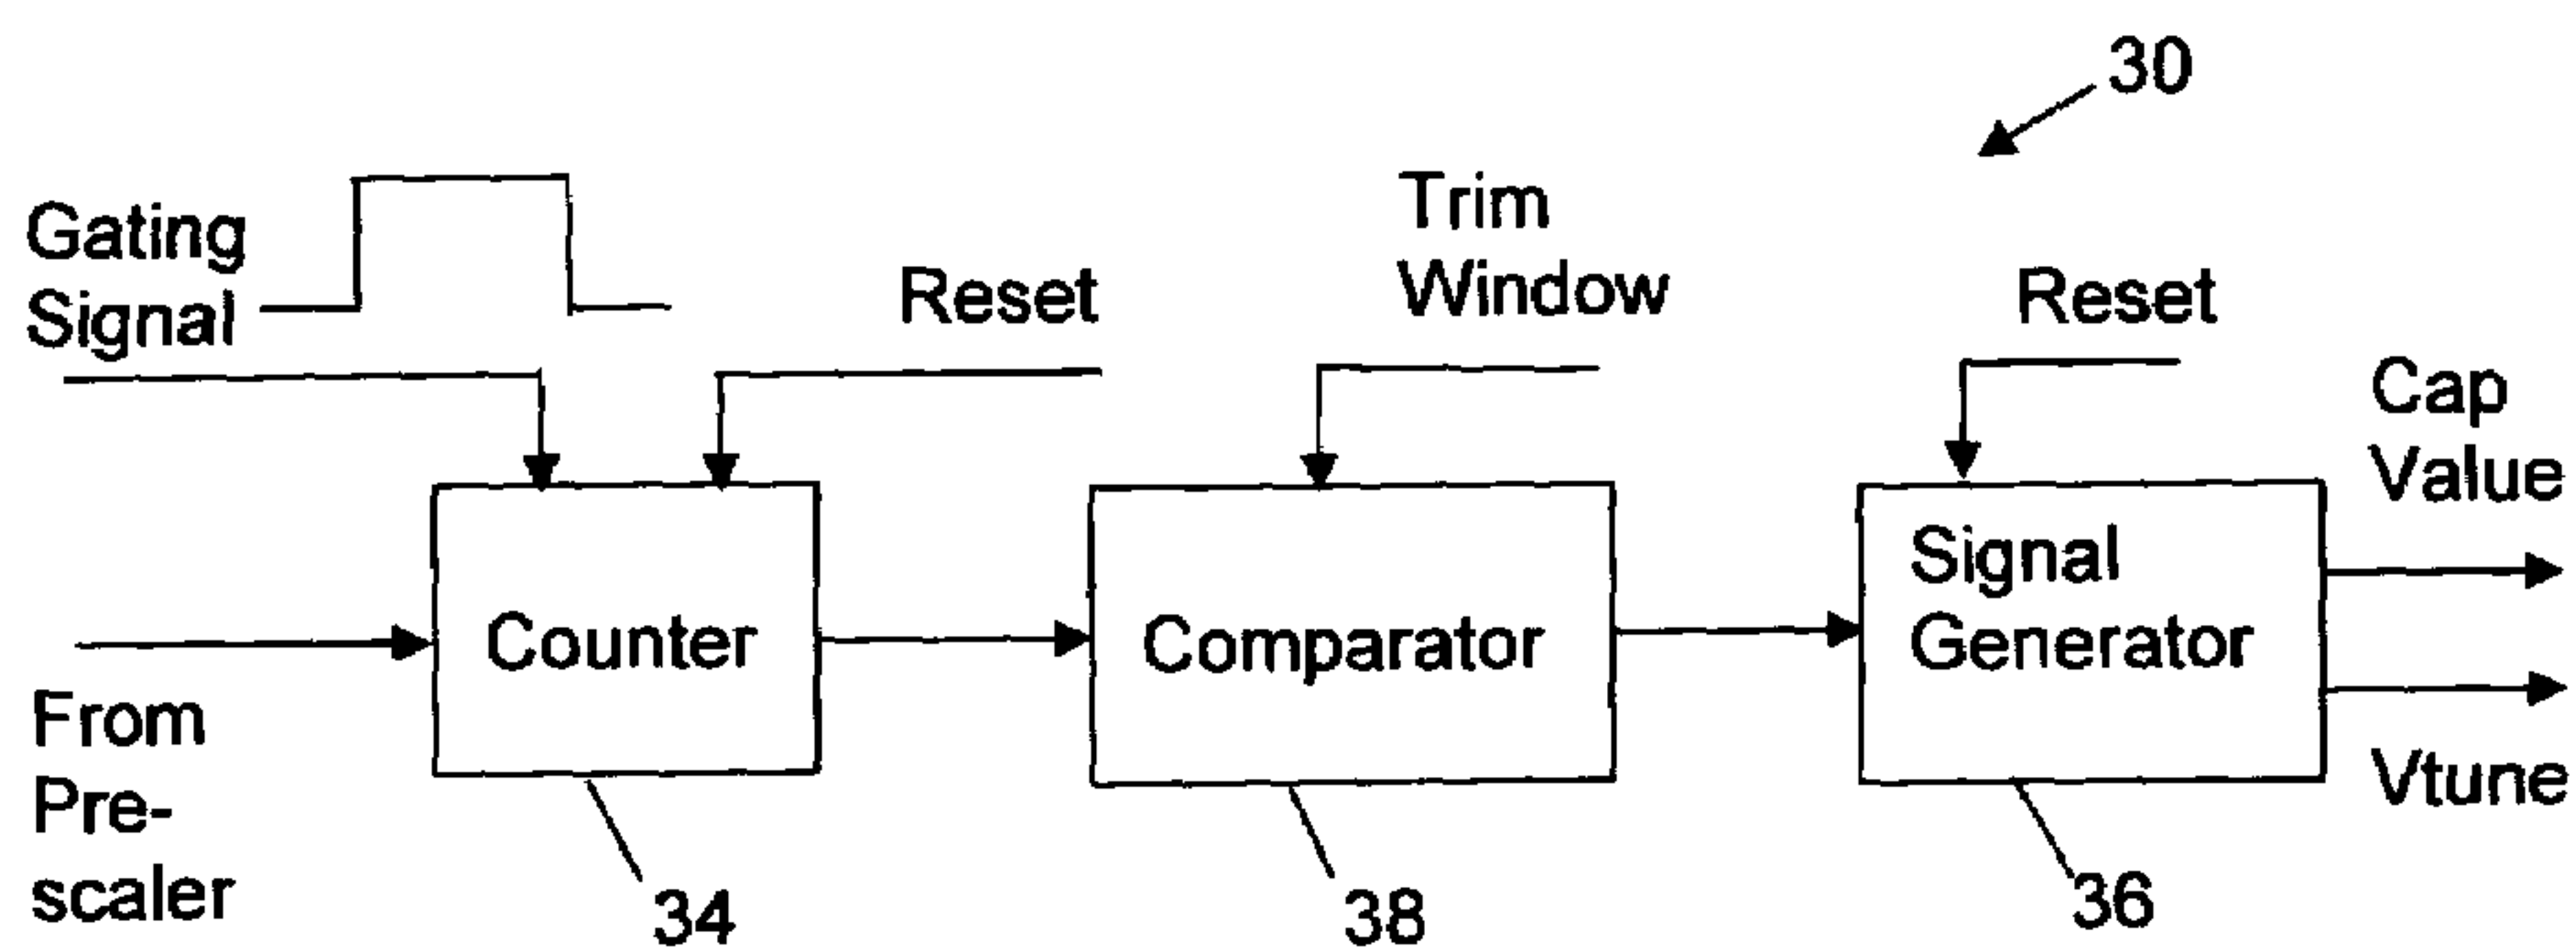 30
Gating
Signal
Reset
Trim
Window
Reset
Cap
Value
Counter
Comparator
Signal
Generator
From
Pre-
scaler
Vtune
34
38
36